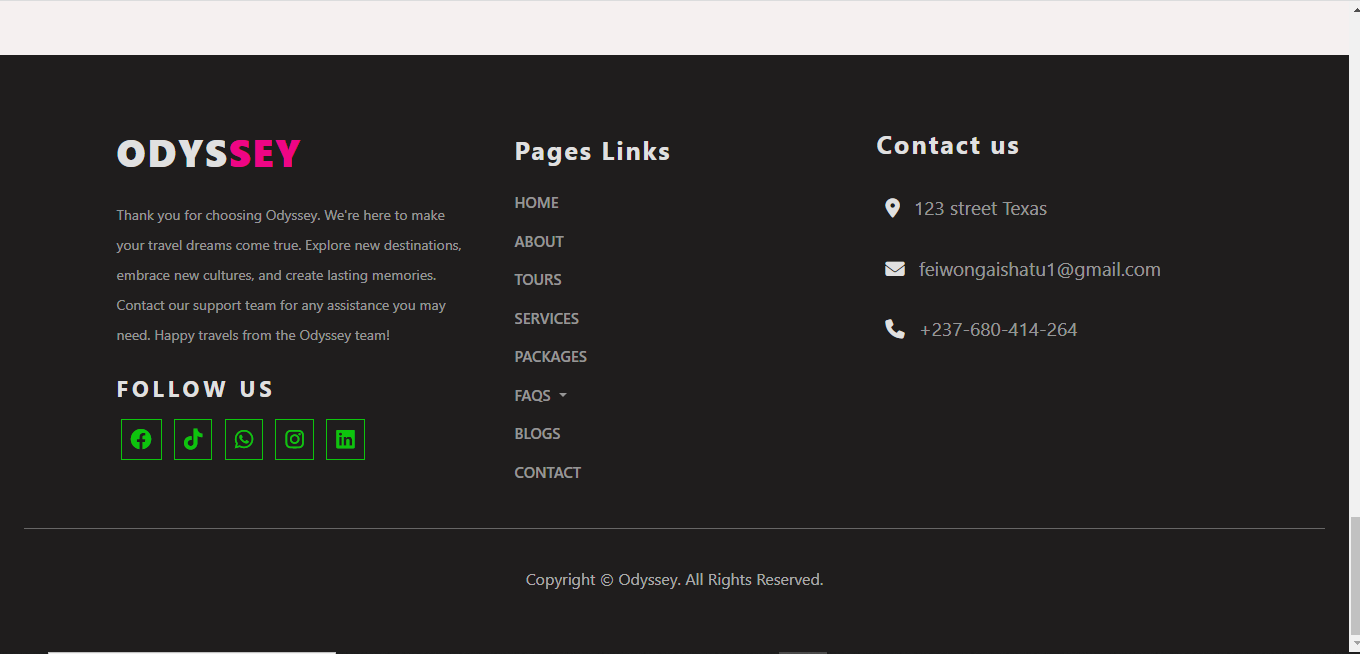 ODYSSEY
Thank you for choosing Odyssey. We're here to make
your travel dreams come true. Explore new destinations,
embrace new cultures, and create lasting memories.
Contact our support team for any assistance you may
need. Happy travels from the Odyssey team!
FOLLOW US
Pages Links
HOME
ABOUT
TOURS
SERVICES
PACKAGES
FAQS
BLOGS
CONTACT
Contact us
123 street Texas
feiwongaishatu1@gmail.com
+237-680-414-264
Copyright © Odyssey. All Rights Reserved.